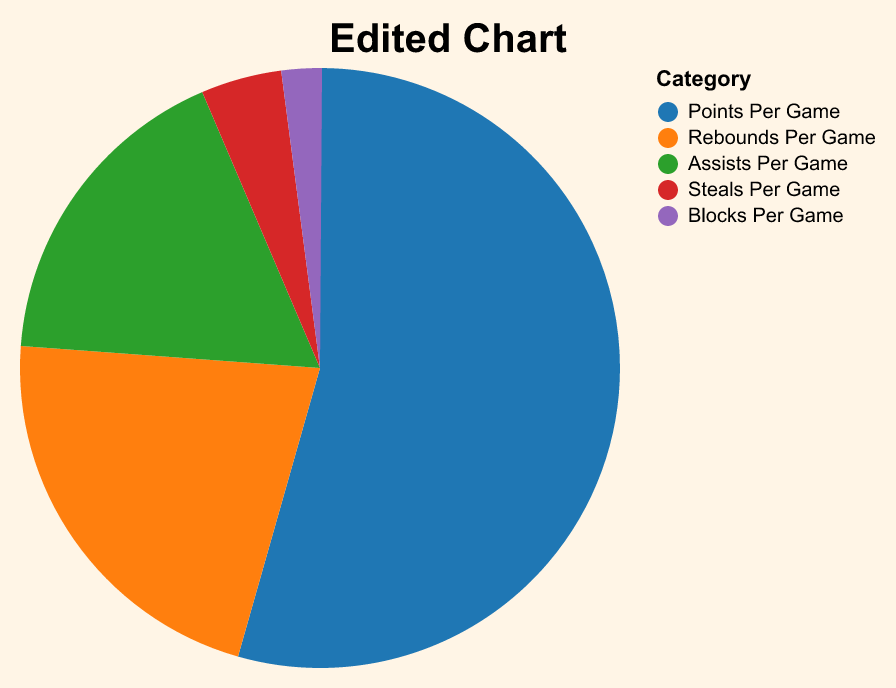 Edited Chart
Category
Points Per Game
Rebounds Per Game
Assists Per Game
Steals Per Game
Blocks Per Game